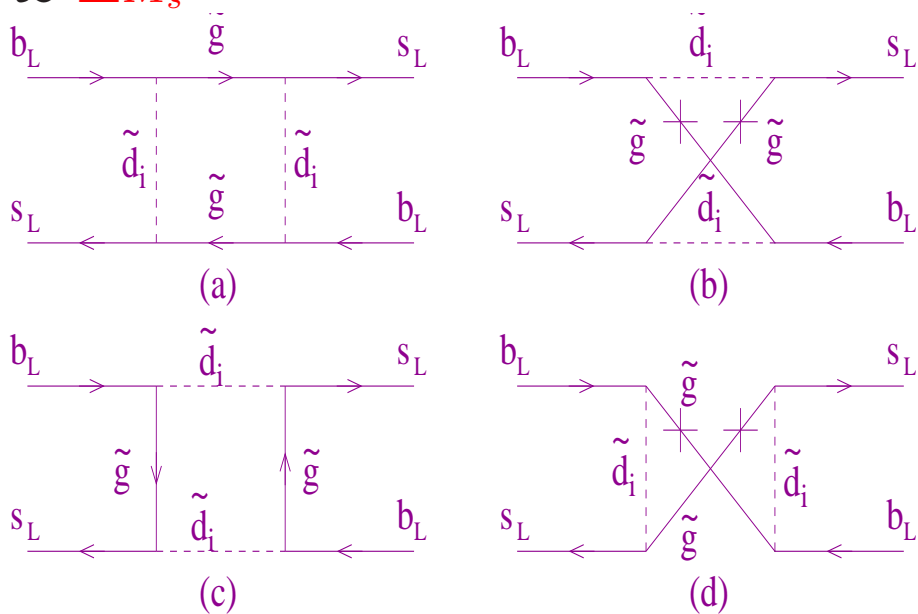 g̃
b_L s_L
d̃_i d̃_i
g̃
s_L b_L
(a)
d̃_i
b_L s_L
g̃ g̃
d̃_i
s_L b_L
(b)
d̃_i
b_L s_L
g̃ g̃
d̃_i
s_L b_L
(c)
b_L s_L
g̃
d̃_i d̃_i
g̃
s_L b_L
(d)